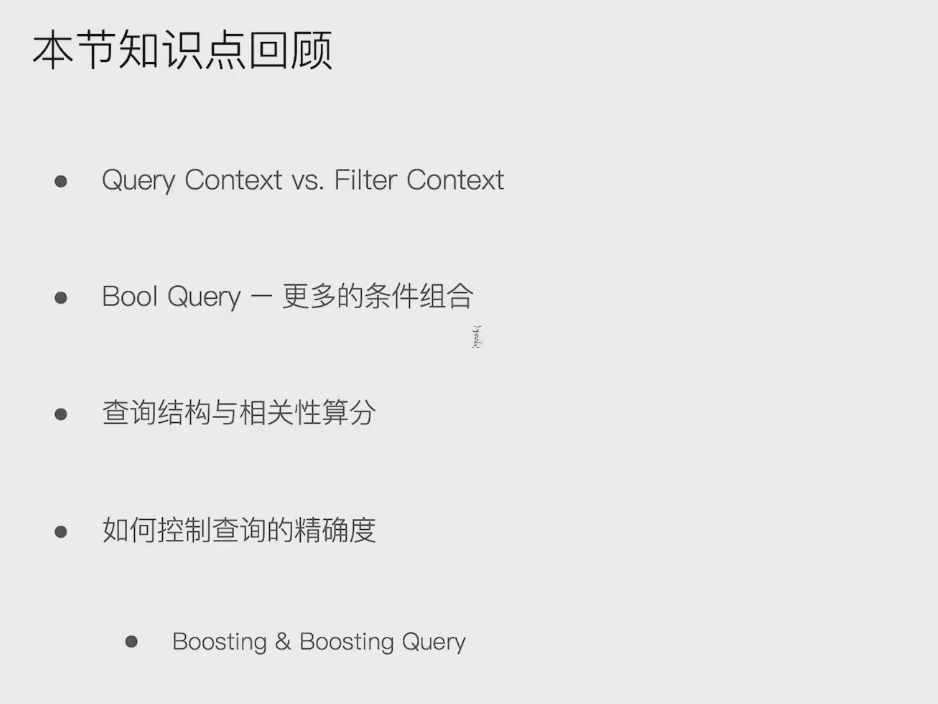 本节知识点回顾
Query Context vs. Filter Context
Bool Query — 更多的条件组合
查询结构与相关性算分
如何控制查询的精确度
Boosting & Boosting Query